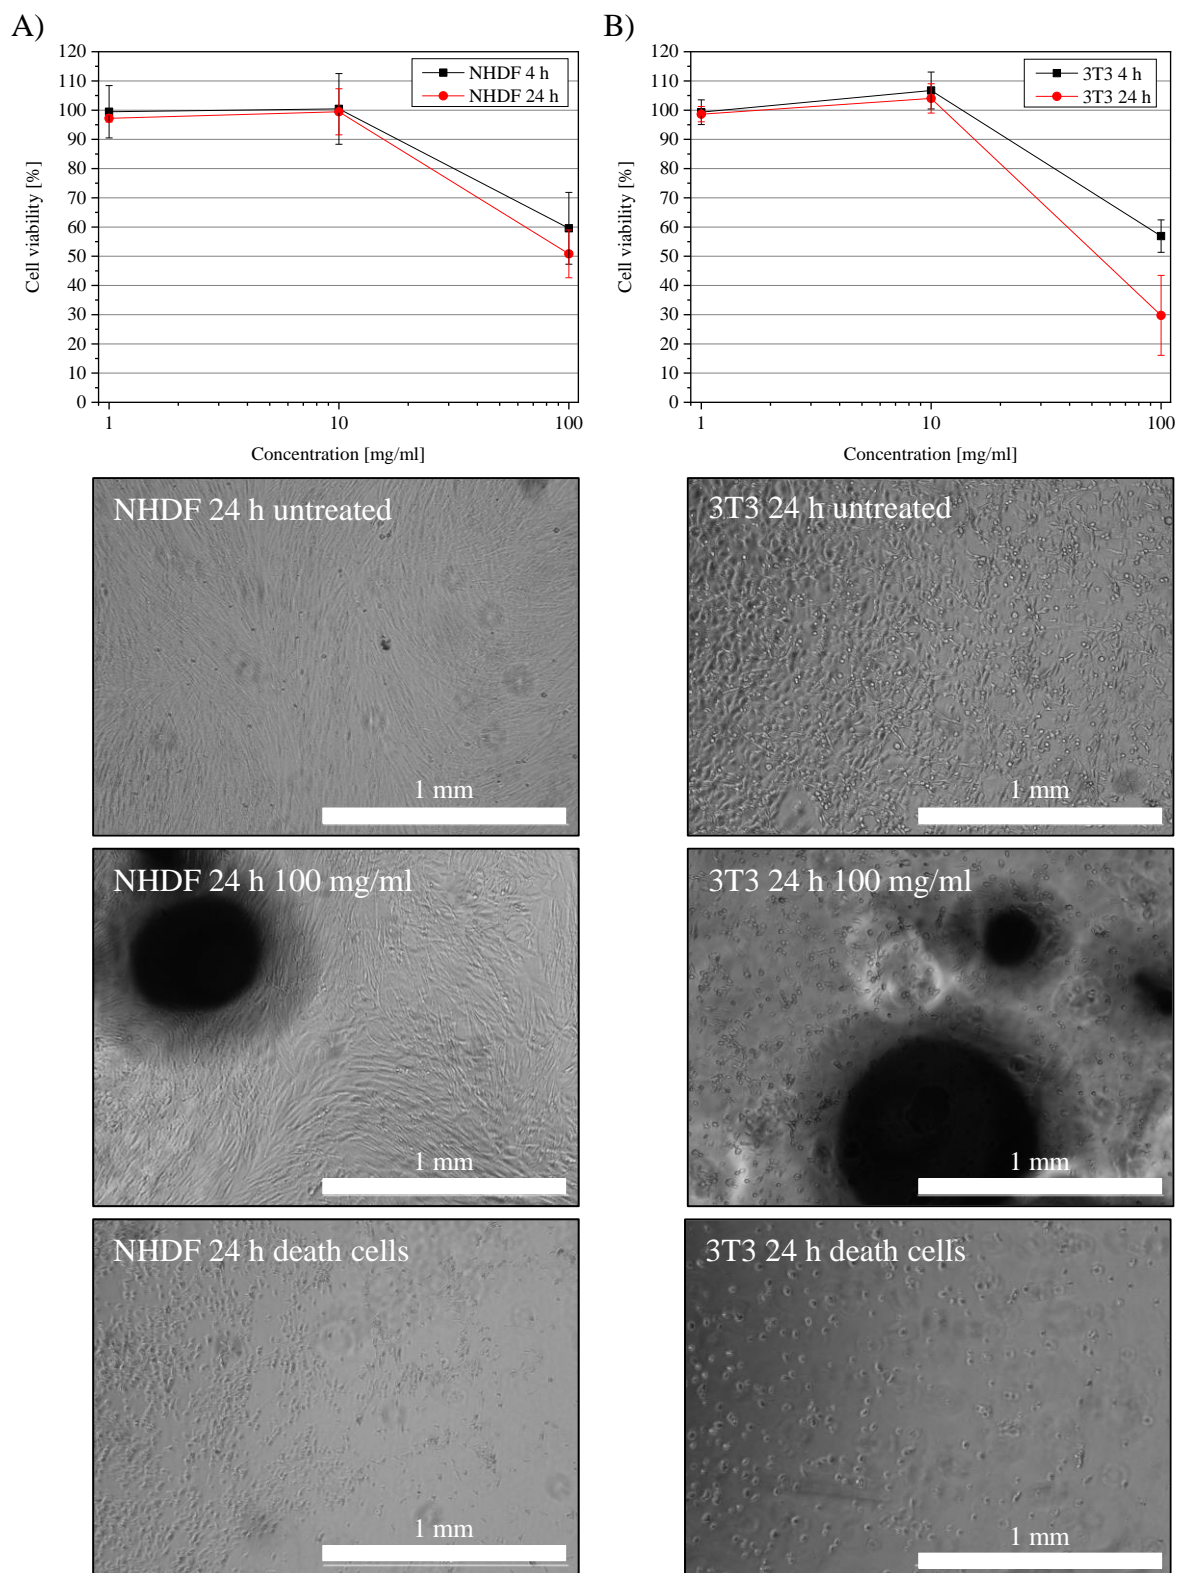 A)
120
110
100
90
80
70
60
50
40
30
20
10
0
Cell viability [%]
NHDF 4 h
NHDF 24 h
1
10
100
Concentration [mg/ml]
B)
120
110
100
90
80
70
60
50
40
30
20
10
0
Cell viability [%]
3T3 4 h
3T3 24 h
1
10
100
Concentration [mg/ml]
NHDF 24 h untreated
1 mm
3T3 24 h untreated
1 mm
NHDF 24 h 100 mg/ml
1 mm
3T3 24 h 100 mg/ml
1 mm
NHDF 24 h death cells
1 mm
3T3 24 h death cells
1 mm